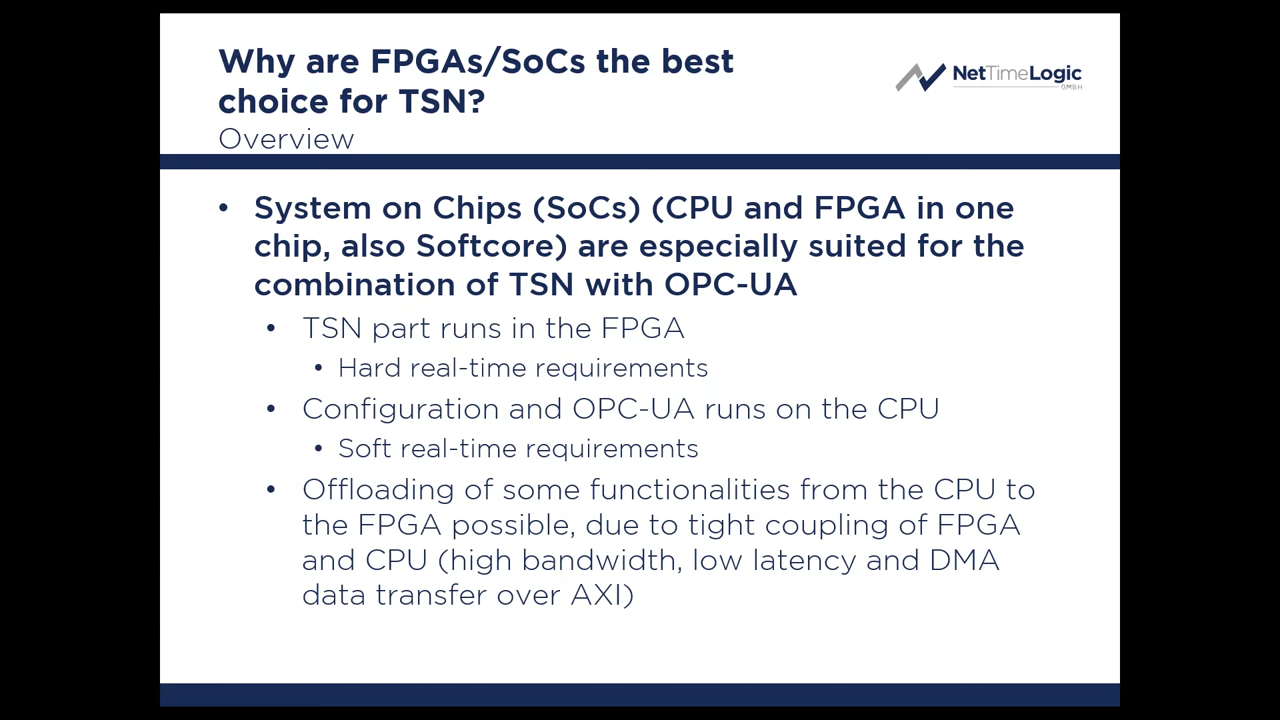 Why are FPGAs/SoCs the best
choice for TSN?
Overview
NetTimeLogic
GMBH
• System on Chips (SoCs) (CPU and FPGA in one
chip, also Softcore) are especially suited for the
combination of TSN with OPC-UA
• TSN part runs in the FPGA
• Hard real-time requirements
• Configuration and OPC-UA runs on the CPU
• Soft real-time requirements
• Offloading of some functionalities from the CPU to
the FPGA possible, due to tight coupling of FPGA
and CPU (high bandwidth, low latency and DMA
data transfer over AXI)